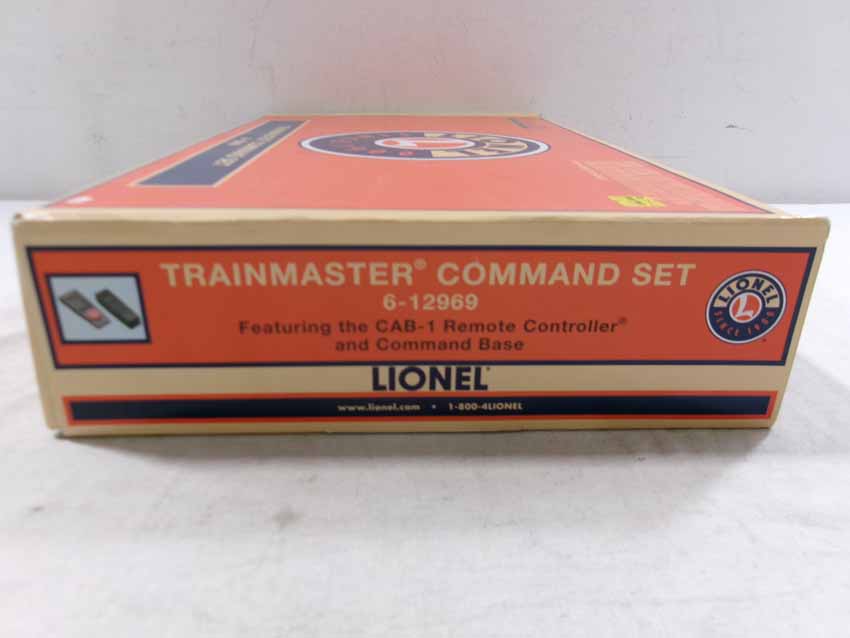 TRAINMASTER® COMMAND SET
6-12969
Featuring the CAB-1 Remote Controller®
and Command Base
LIONEL
SINCE 1900
LIONEL®
www.lionel.com • 1-800-4LIONEL